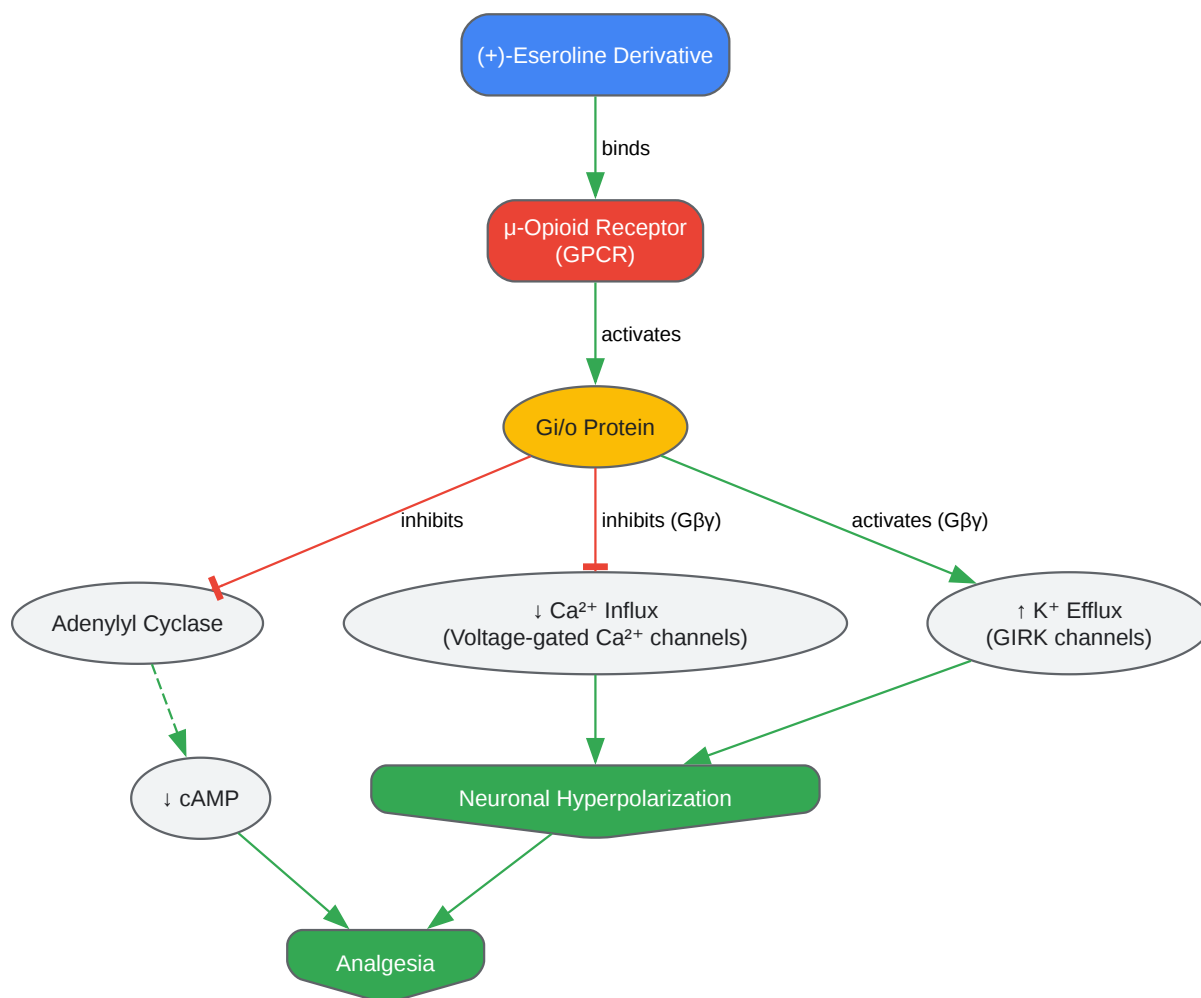 (+)-Eseroline Derivative
binds
μ-Opioid Receptor
(GPCR)
activates
Gi/o Protein
inhibits
inhibits (Gβγ)
activates (Gβγ)
Adenylyl Cyclase
↓ Ca²⁺ Influx
(Voltage-gated Ca²⁺ channels)
↑ K⁺ Efflux
(GIRK channels)
↓ cAMP
Neuronal Hyperpolarization
Analgesia